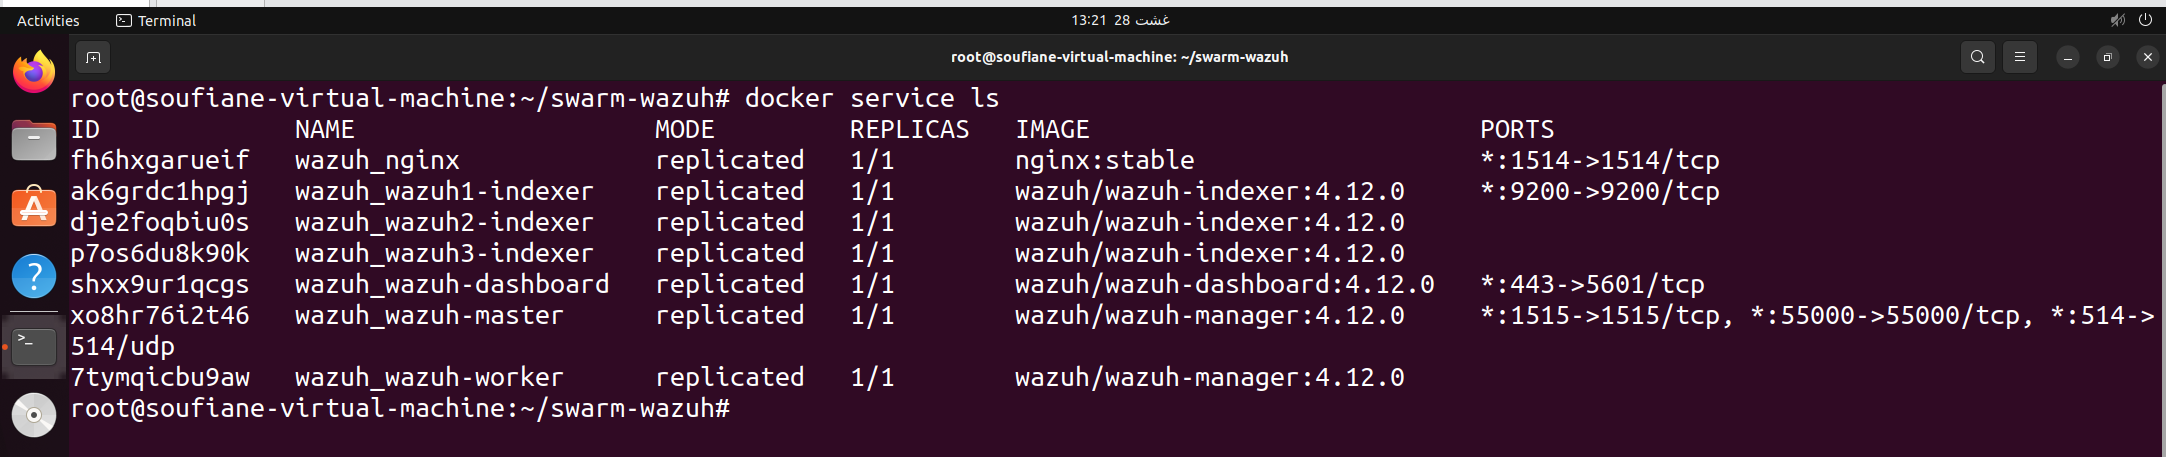 Activities Terminal 13:21 28 غشت
root@soufiane-virtual-machine: ~/swarm-wazuh
root@soufiane-virtual-machine:~/swarm-wazuh# docker service ls
ID NAME MODE REPLICAS IMAGE PORTS
fh6hxgarueif wazuh_nginx replicated 1/1 nginx:stable *:1514->1514/tcp
ak6grdc1hpgj wazuh_wazuh1-indexer replicated 1/1 wazuh/wazuh-indexer:4.12.0 *:9200->9200/tcp
dje2foqbiu0s wazuh_wazuh2-indexer replicated 1/1 wazuh/wazuh-indexer:4.12.0
p7os6du8k90k wazuh_wazuh3-indexer replicated 1/1 wazuh/wazuh-indexer:4.12.0
shxx9ur1qcgs wazuh_wazuh-dashboard replicated 1/1 wazuh/wazuh-dashboard:4.12.0 *:443->5601/tcp
xo8hr76i2t46 wazuh_wazuh-master replicated 1/1 wazuh/wazuh-manager:4.12.0 *:1515->1515/tcp, *:55000->55000/tcp, *:514->
514/udp
7tymqicbu9aw wazuh_wazuh-worker replicated 1/1 wazuh/wazuh-manager:4.12.0
root@soufiane-virtual-machine:~/swarm-wazuh#